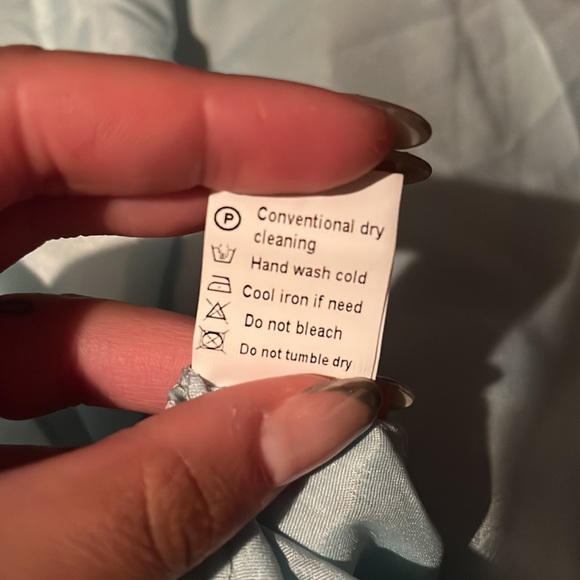 P Conventional dry
cleaning
Hand wash cold
Cool iron if need
Do not bleach
Do not tumble dry